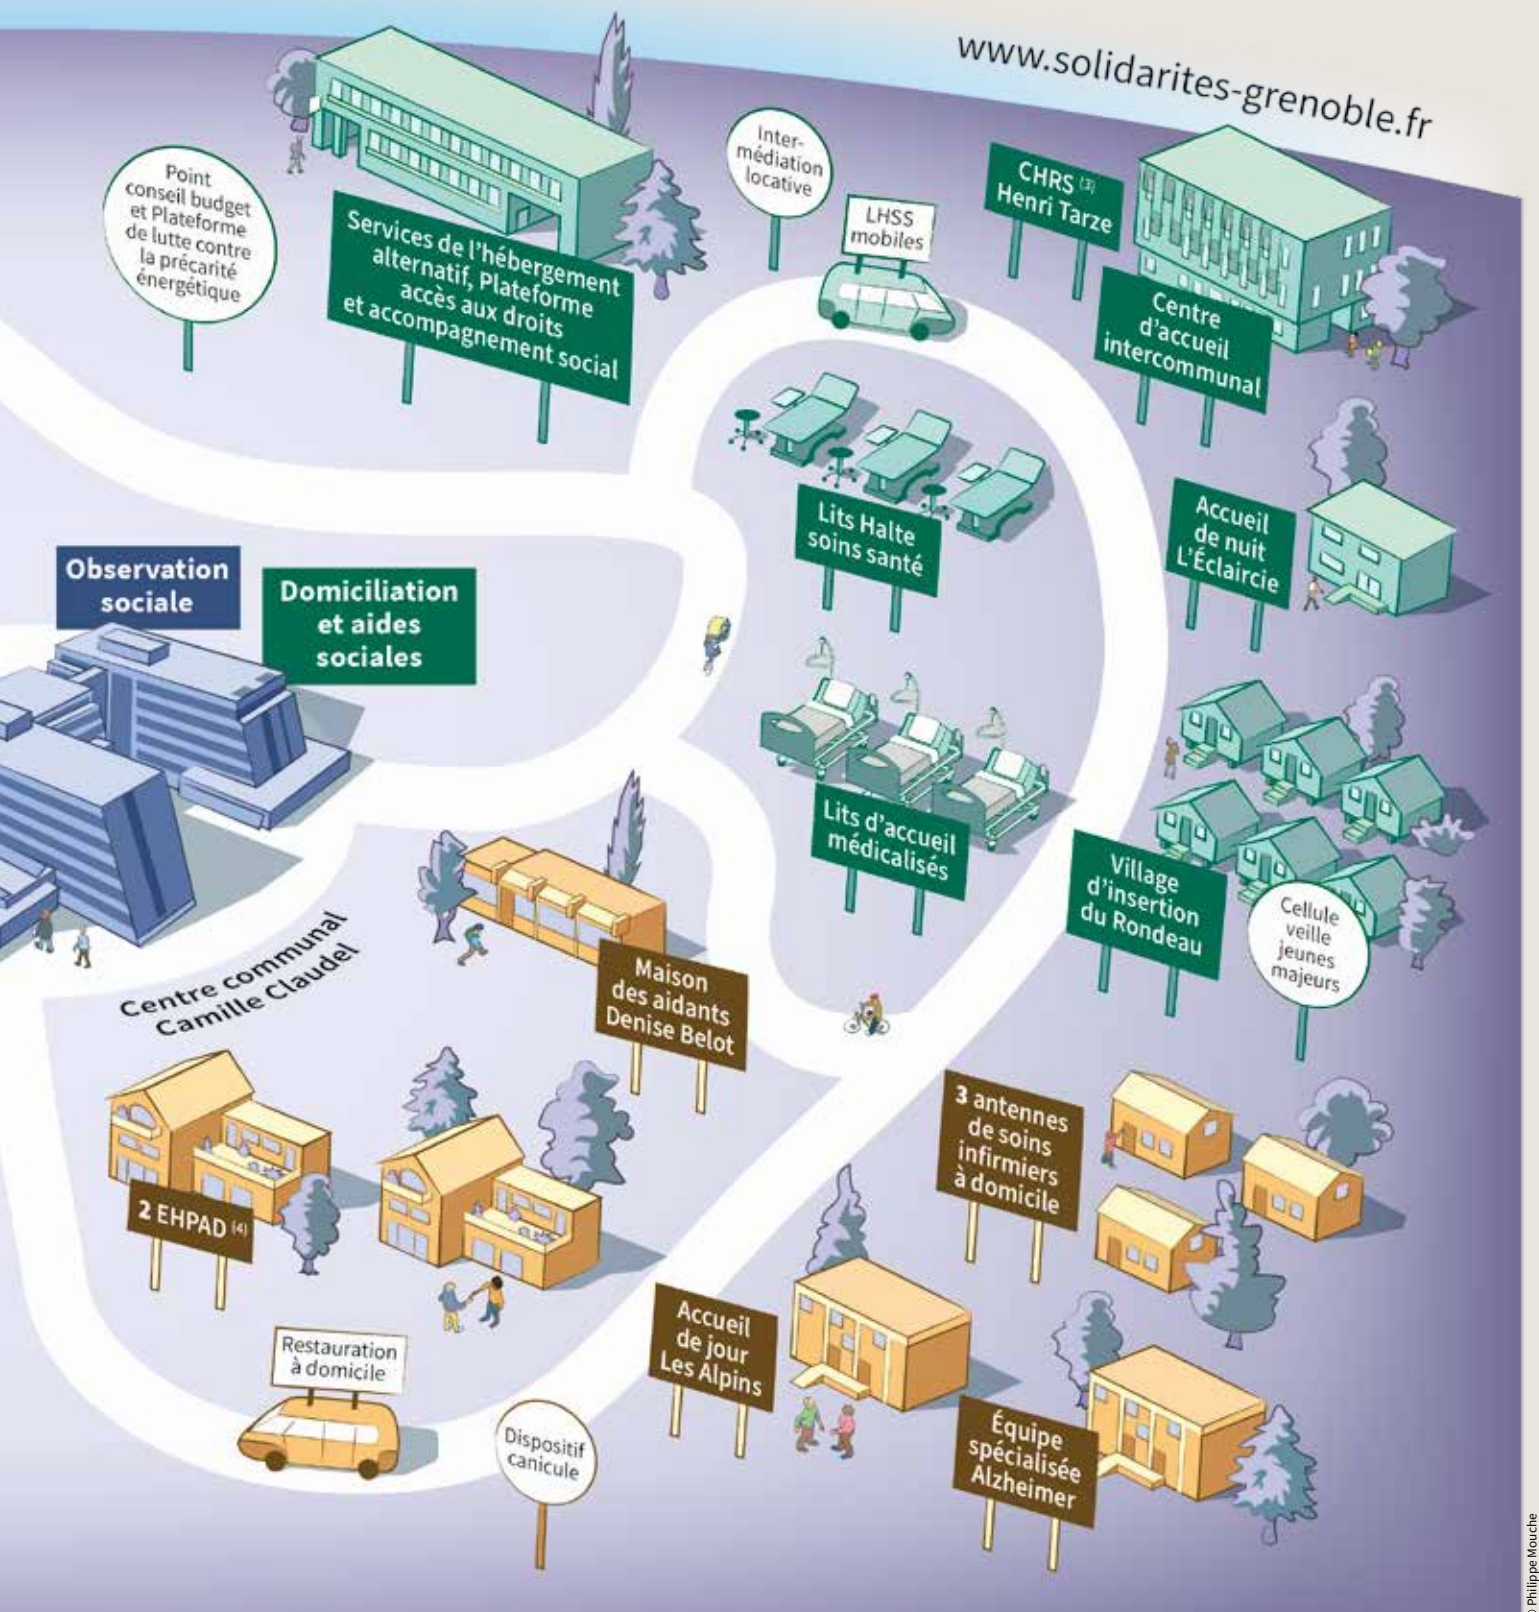 www.solidarites-grenoble.fr
Point
conseil budget
et Plateforme
de lutte contre
la précarité
énergétique
Services de l'hébergement
alternatif, Plateforme
accès aux droits
et accompagnement social
Inter-
médiation
locative
LHSS
mobiles
CHRS (3)
Henri Tarze
Centre
d'accueil
intercommunal
Lits Halte
soins santé
Accueil
de nuit
L'Éclaircie
Observation
sociale
Domiciliation
et aides
sociales
Lits d'accueil
médicalisés
Village
d'insertion
du Rondeau
Cellule
veille
jeunes
majeurs
Centre communal
Camille Claudel
Maison
des aidants
Denise Belot
3 antennes
de soins
infirmiers
à domicile
2 EHPAD (4)
Accueil
de jour
Les Alpins
Restauration
à domicile
Dispositif
canicule
Équipe
spécialisée
Alzheimer
Philippe Mouche